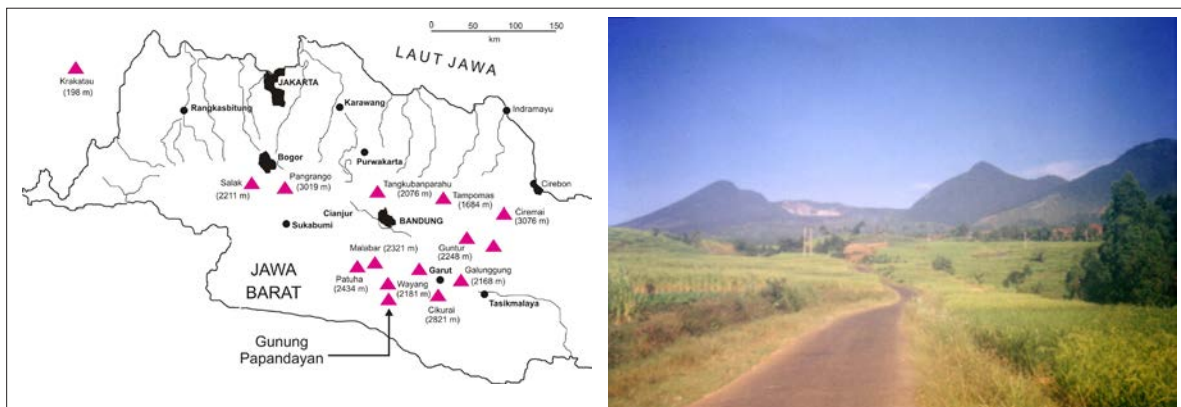 0 50 100 150
km
LAUT JAWA
Krakatau
(198 m)
JAKARTA
Rangkasbitung
Karawang
Indramayu
Bogor
Purwakarta
Salak
(2211 m)
Pangrango
(3019 m)
Tangkubanparahu
(2076 m)
Tampomas
(1684 m)
Cirebon
Ciremai
(3076 m)
Cianjur
Sukabumi
BANDUNG
Malabar (2321 m)
Guntur
(2248 m)
JAWA
BARAT
Patuha
(2434 m)
Wayang
(2181 m)
Garut
Galunggung
(2168 m)
Cikurai
(2821 m)
Tasikmalaya
Gunung
Papandayan